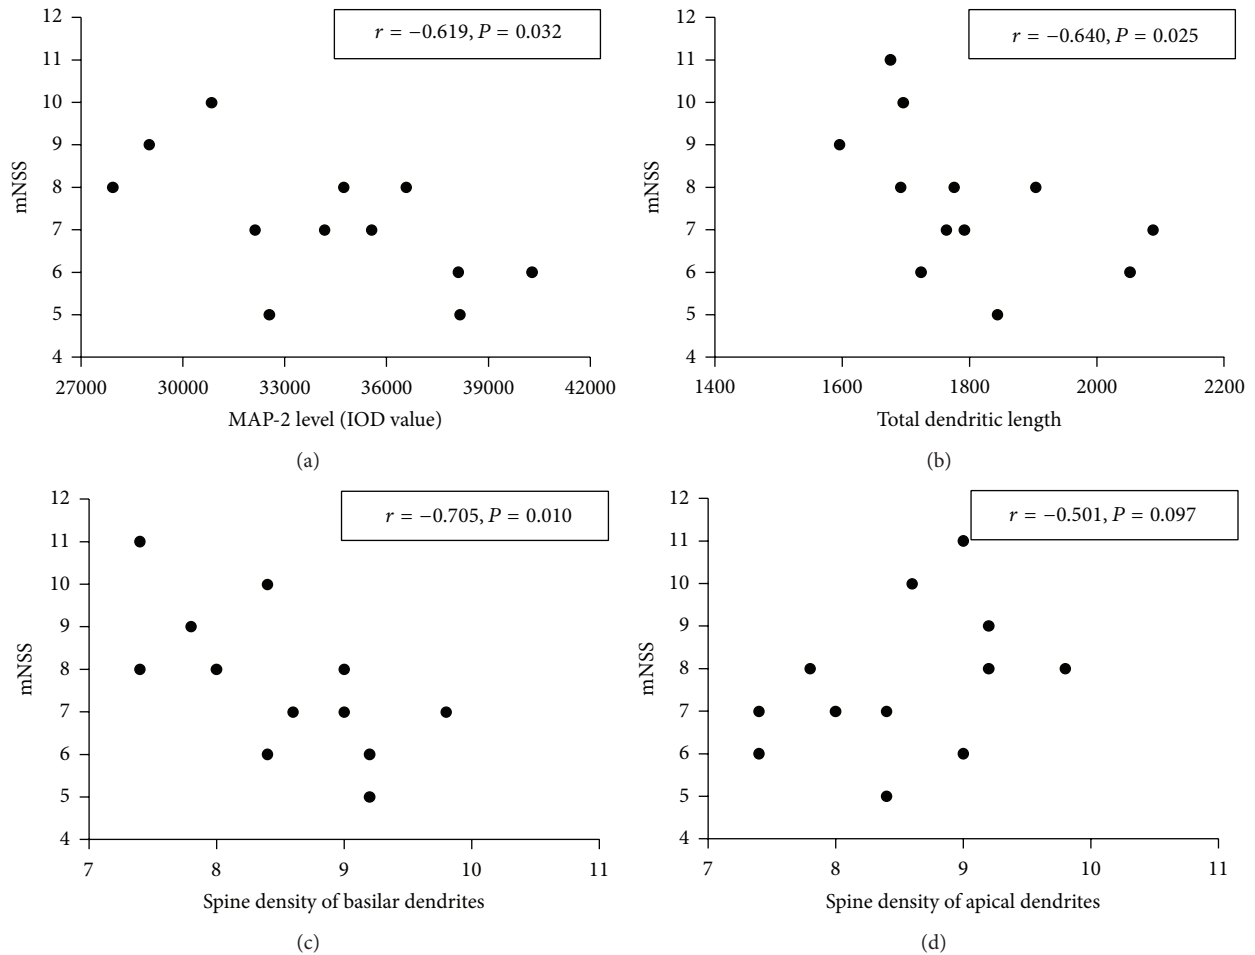 12
11
10
9
8
7
6
5
4
mNSS
r = −0.619, P = 0.032
27000 30000 33000 36000 39000 42000
MAP-2 level (IOD value)
(a)
12
11
10
9
8
7
6
5
4
mNSS
r = −0.640, P = 0.025
1400 1600 1800 2000 2200
Total dendritic length
(b)
12
11
10
9
8
7
6
5
4
mNSS
r = −0.705, P = 0.010
7 8 9 10 11
Spine density of basilar dendrites
(c)
12
11
10
9
8
7
6
5
4
mNSS
r = −0.501, P = 0.097
7 8 9 10 11
Spine density of apical dendrites
(d)